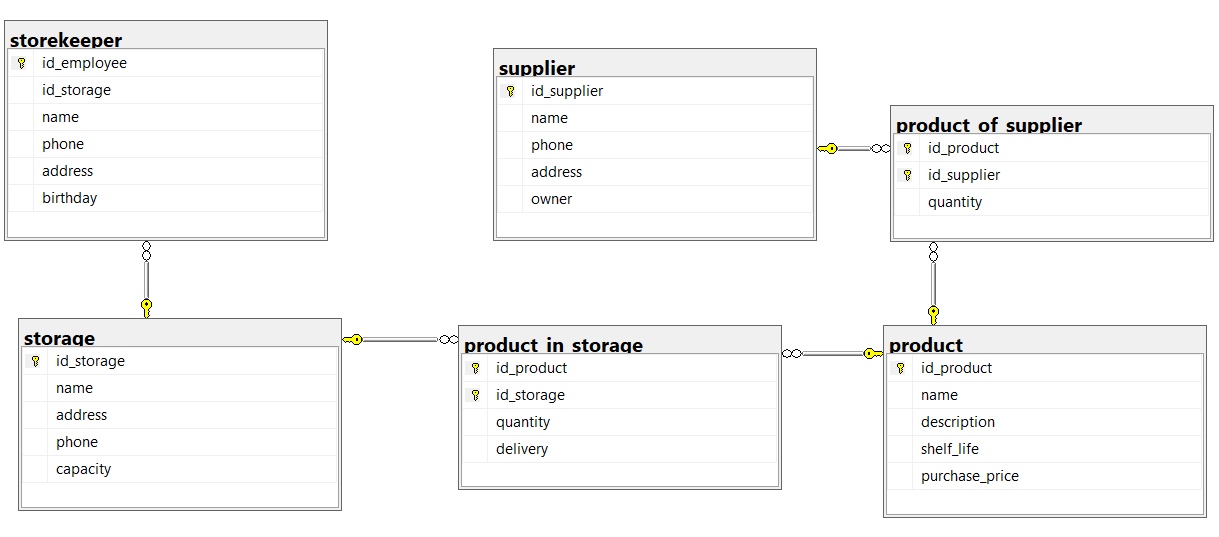 storekeeper
id_employee
id_storage
name
phone
address
birthday
supplier
id_supplier
name
phone
address
owner
product_of_supplier
id_product
id_supplier
quantity
storage
id_storage
name
address
phone
capacity
product_in_storage
id_product
id_storage
quantity
delivery
product
id_product
name
description
shelf_life
purchase_price